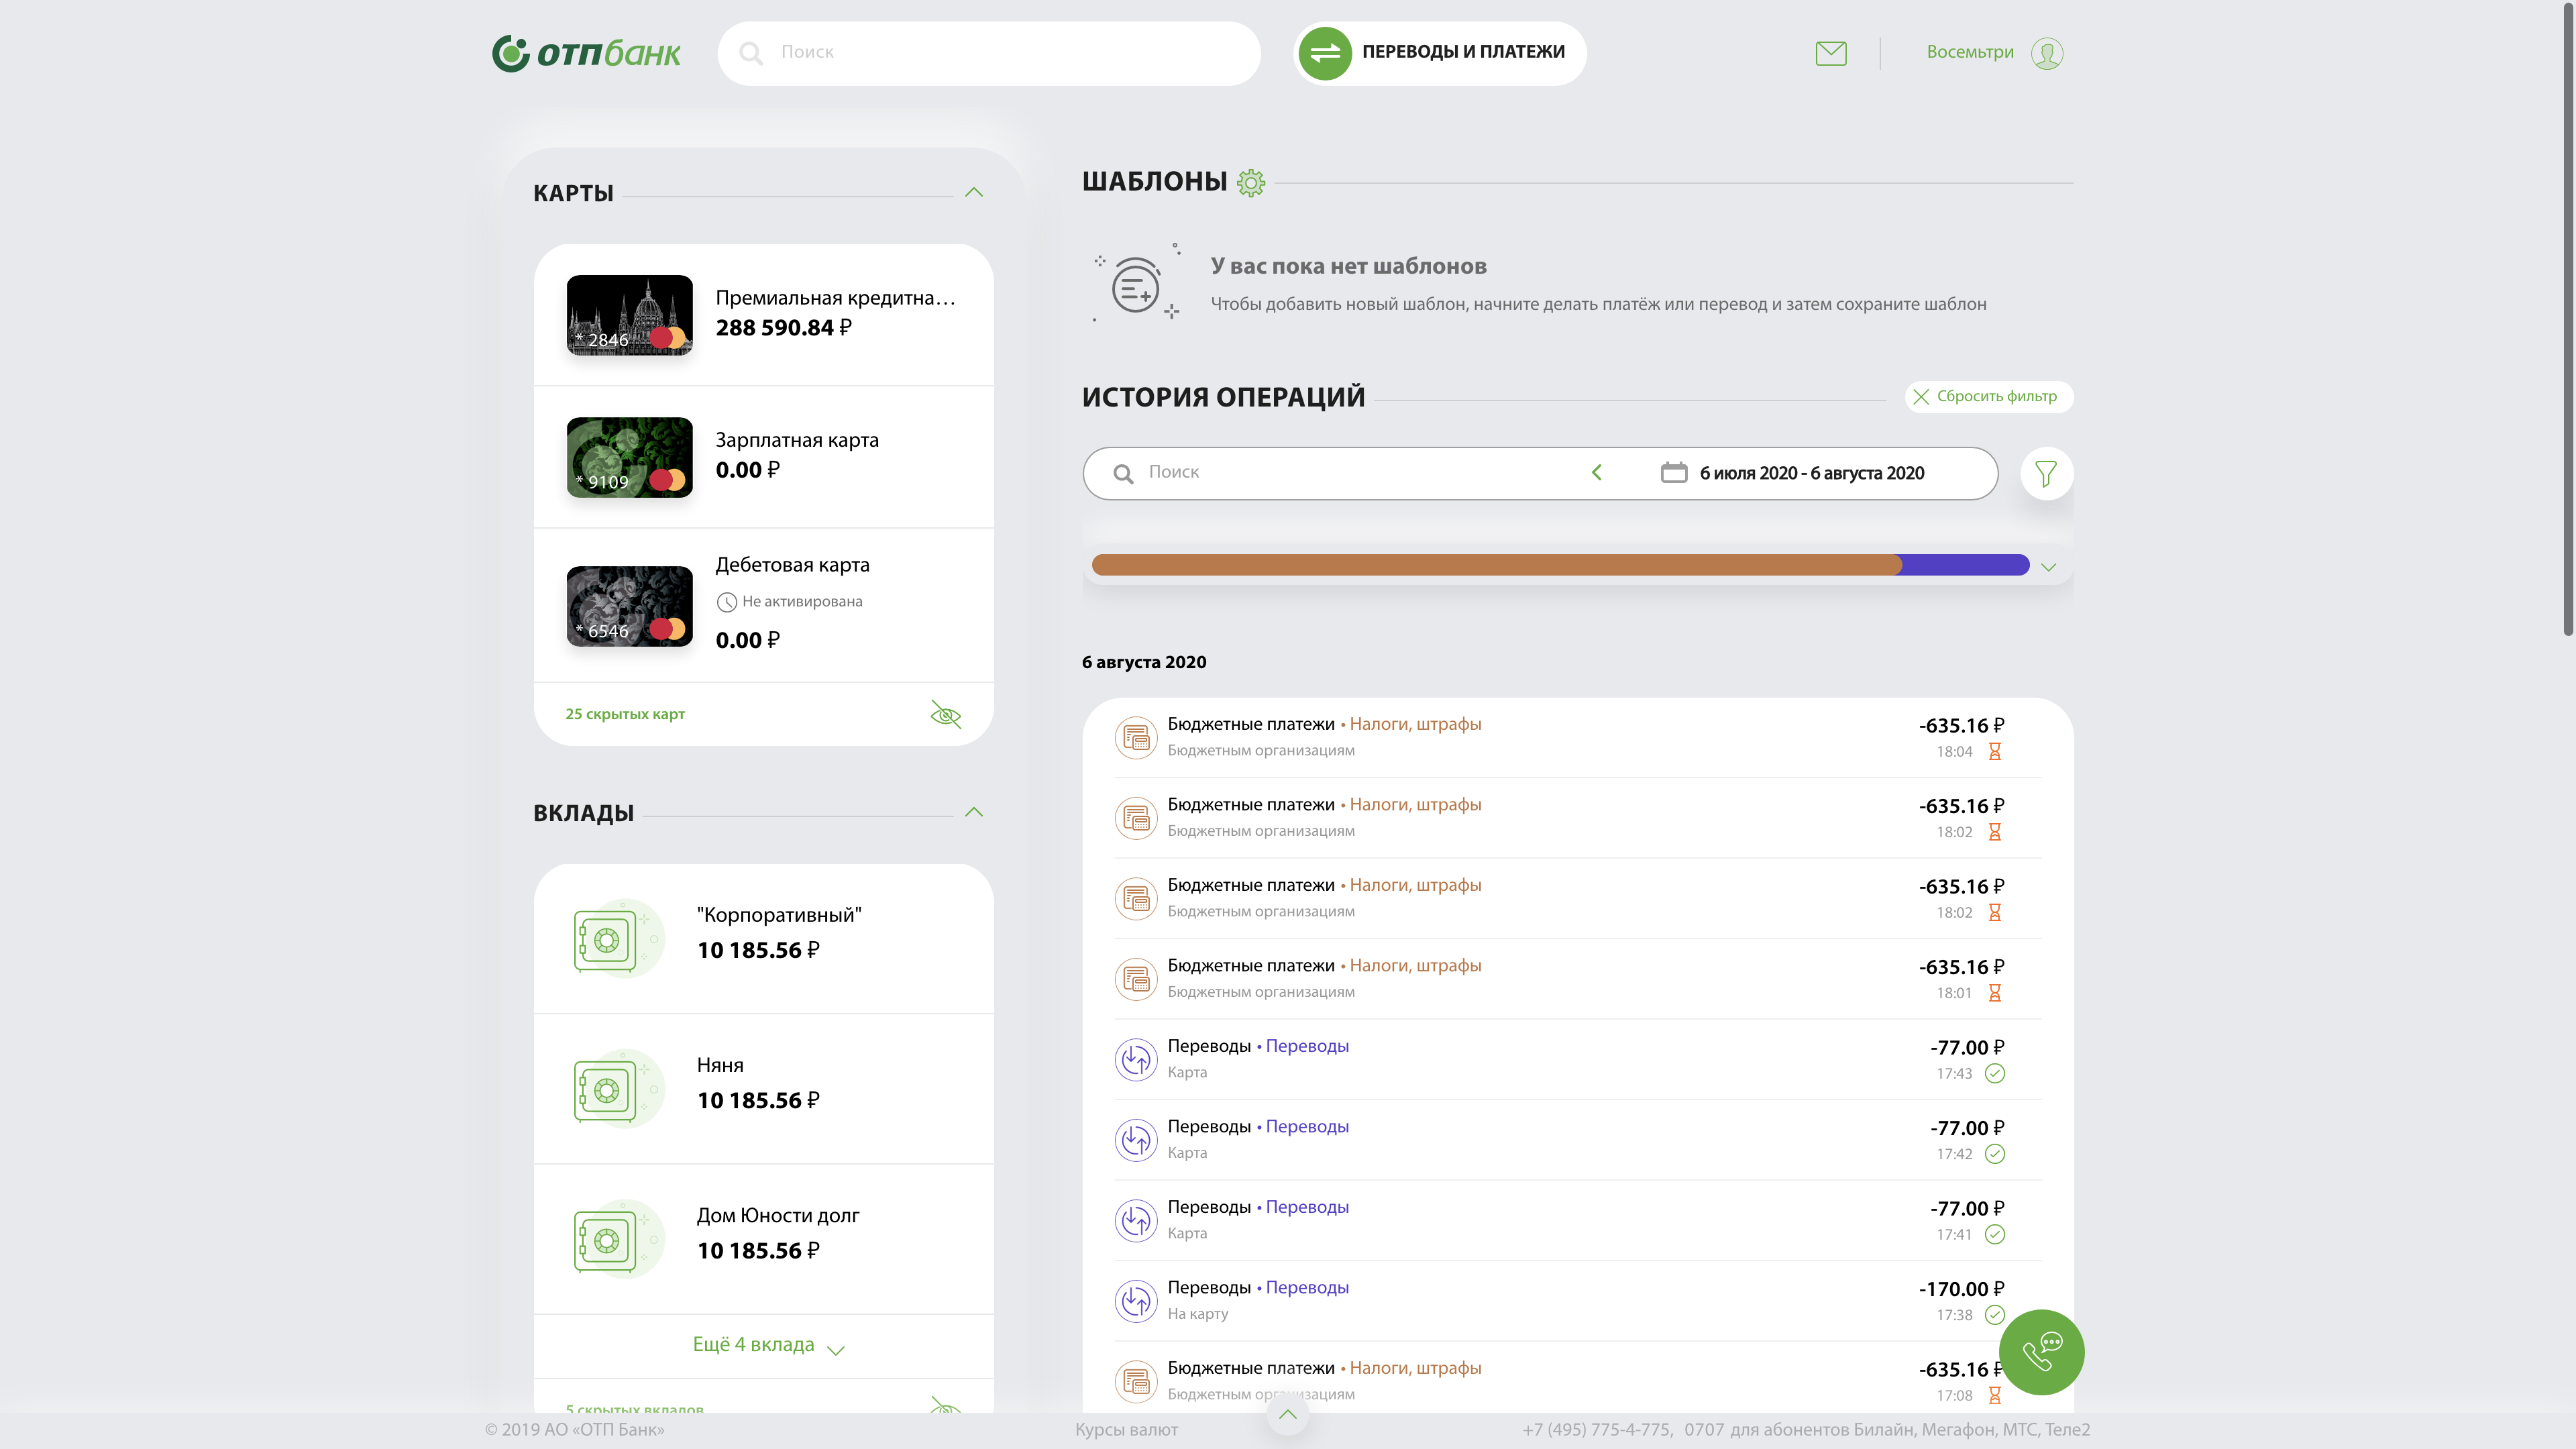 отпбанк
Поиск
ПЕРЕВОДЫ И ПЛАТЕЖИ
Восемьтри
КАРТЫ
* 2846
Премиальная кредитна…
288 590.84 ₽
* 9109
Зарплатная карта
0.00 ₽
* 6546
Дебетовая карта
Не активирована
0.00 ₽
25 скрытых карт
ВКЛАДЫ
"Корпоративный"
10 185.56 ₽
Няня
10 185.56 ₽
Дом Юности долг
10 185.56 ₽
Ещё 4 вклада
5 скрытых вкладов
ШАБЛОНЫ
У вас пока нет шаблонов
Чтобы добавить новый шаблон, начните делать платёж или перевод и затем сохраните шаблон
ИСТОРИЯ ОПЕРАЦИЙ
Сбросить фильтр
Поиск
6 июля 2020 - 6 августа 2020
6 августа 2020
Бюджетные платежи • Налоги, штрафы -635.16 ₽
Бюджетным организациям 18:04
Бюджетные платежи • Налоги, штрафы -635.16 ₽
Бюджетным организациям 18:02
Бюджетные платежи • Налоги, штрафы -635.16 ₽
Бюджетным организациям 18:02
Бюджетные платежи • Налоги, штрафы -635.16 ₽
Бюджетным организациям 18:01
Переводы • Переводы -77.00 ₽
Карта 17:43
Переводы • Переводы -77.00 ₽
Карта 17:42
Переводы • Переводы -77.00 ₽
Карта 17:41
Переводы • Переводы -170.00 ₽
На карту 17:38
Бюджетные платежи • Налоги, штрафы -635.16 ₽
Бюджетным организациям 17:08
© 2019 АО «ОТП Банк»
Курсы валют
+7 (495) 775-4-775, 0707 для абонентов Билайн, Мегафон, МТС, Теле2